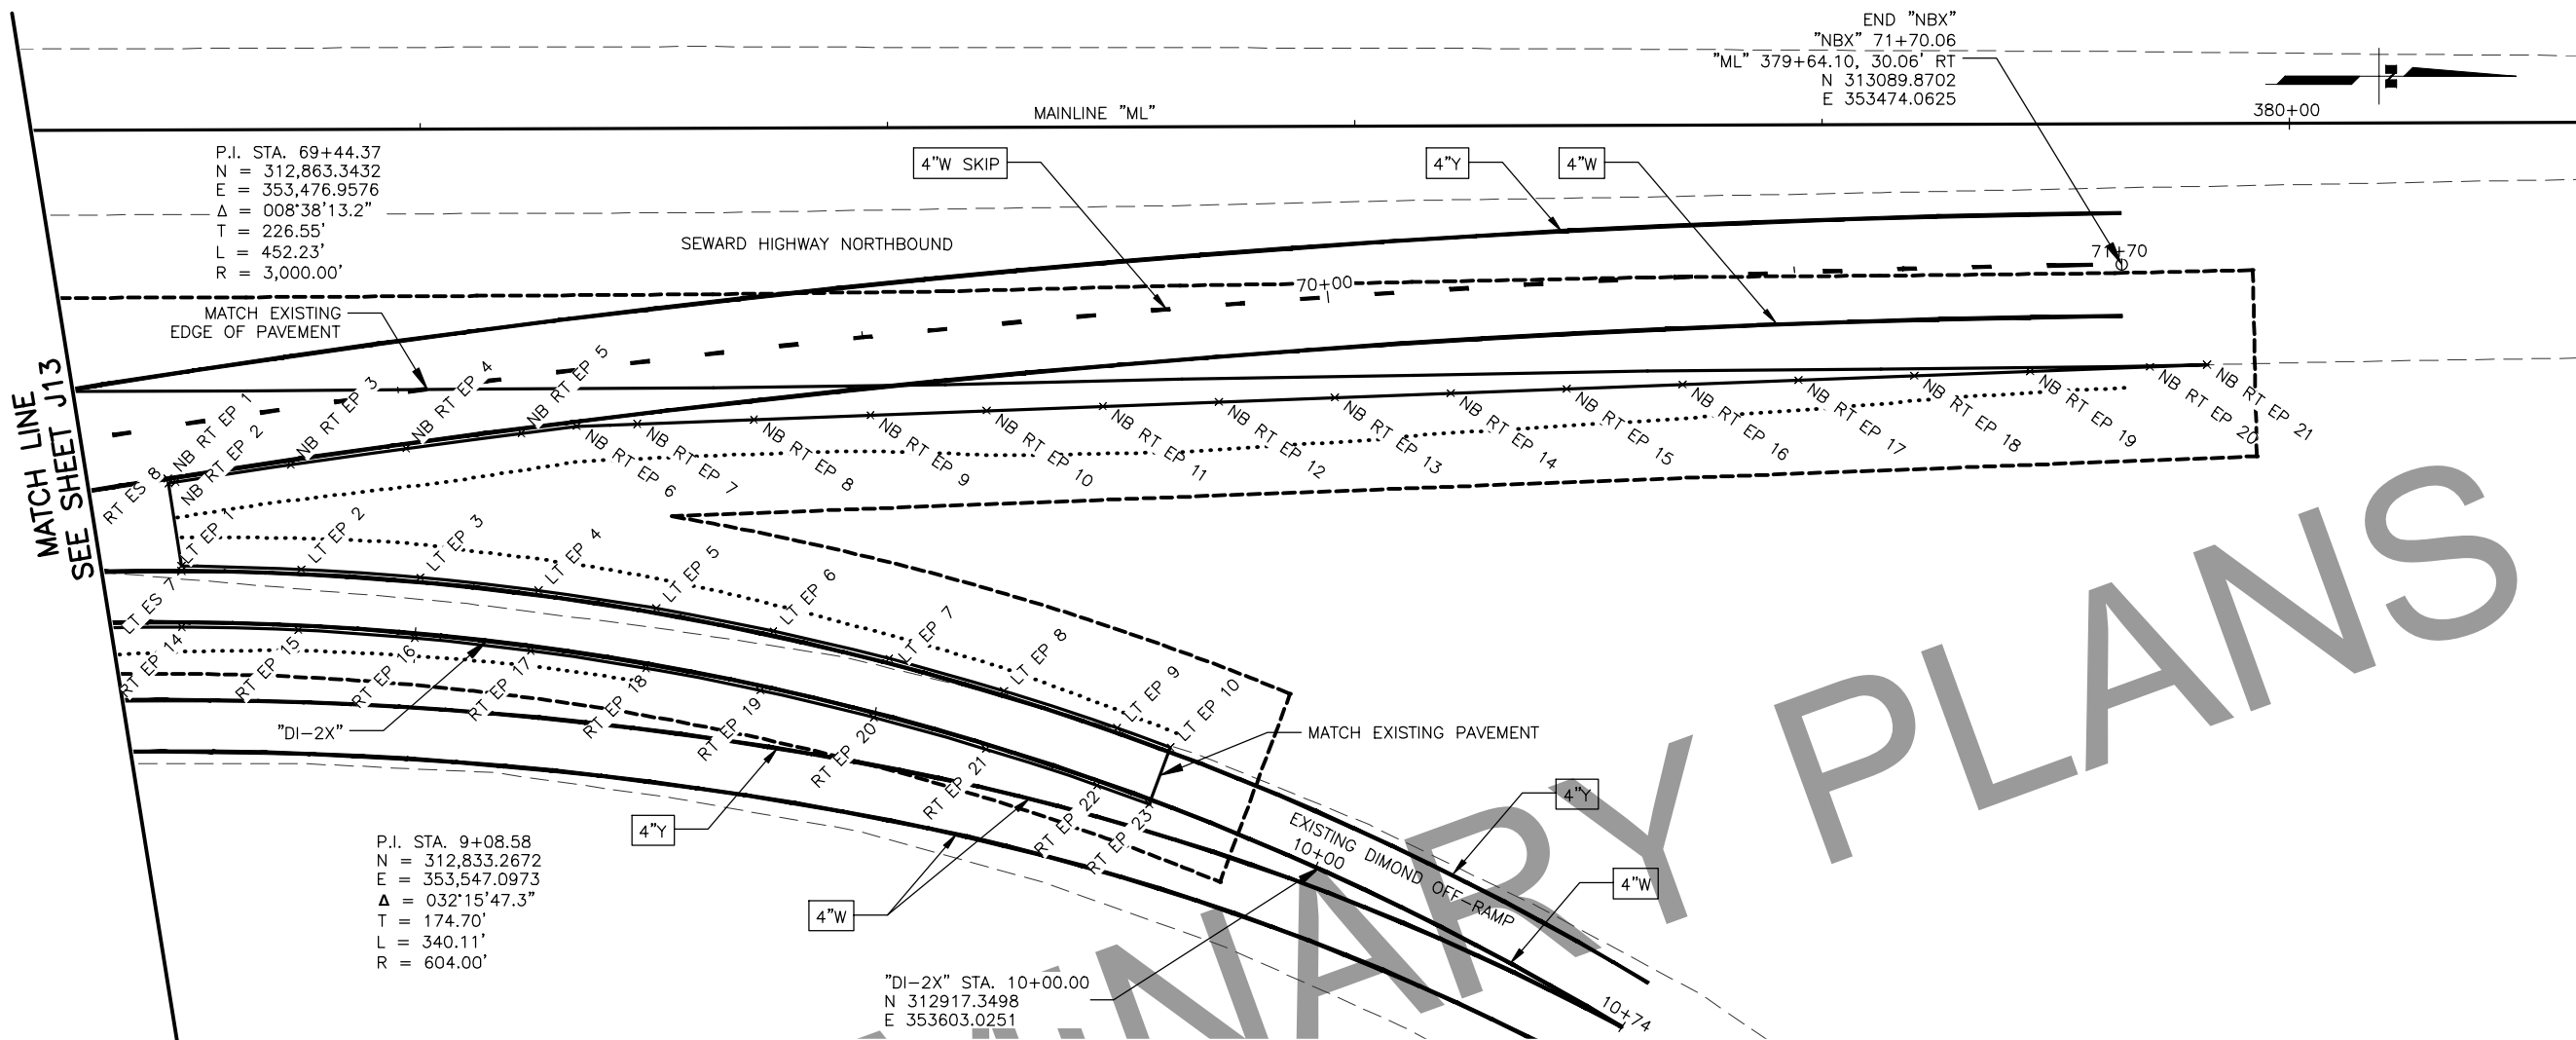 END "NBX"
"NBX" 71+70.06
"ML" 379+64.10, 30.06' RT
N 313089.8702
E 353474.0625
N
380+00
MAINLINE "ML"
P.I. STA. 69+44.37
N = 312,863.3432
E = 353,476.9576
Δ = 008°38'13.2"
T = 226.55'
L = 452.23'
R = 3,000.00'
4"W SKIP
4"Y
4"W
SEWARD HIGHWAY NORTHBOUND
71+70
70+00
MATCH EXISTING
EDGE OF PAVEMENT
MATCH LINE
SEE SHEET J13
RT ES 8
NB RT EP 1
NB RT EP 2
NB RT EP 3
NB RT EP 4
NB RT EP 5
NB RT EP 6
NB RT EP 7
NB RT EP 8
NB RT EP 9
NB RT EP 10
NB RT EP 11
NB RT EP 12
NB RT EP 13
NB RT EP 14
NB RT EP 15
NB RT EP 16
NB RT EP 17
NB RT EP 18
NB RT EP 19
NB RT EP 20
NB RT EP 21
LT ES 7
LT EP 1
LT EP 2
LT EP 3
LT EP 4
LT EP 5
LT EP 6
LT EP 7
LT EP 8
LT EP 9
LT EP 10
RT EP 14
RT EP 15
RT EP 16
RT EP 17
RT EP 18
RT EP 19
RT EP 20
RT EP 21
RT EP 22
RT EP 23
"DI-2X"
MATCH EXISTING PAVEMENT
4"Y
4"Y
4"W
4"W
EXISTING DIMOND OFF-RAMP
10+00
10+74
P.I. STA. 9+08.58
N = 312,833.2672
E = 353,547.0973
Δ = 032°15'47.3"
T = 174.70'
L = 340.11'
R = 604.00'
"DI-2X" STA. 10+00.00
N 312917.3498
E 353603.0251
NARY PLANS